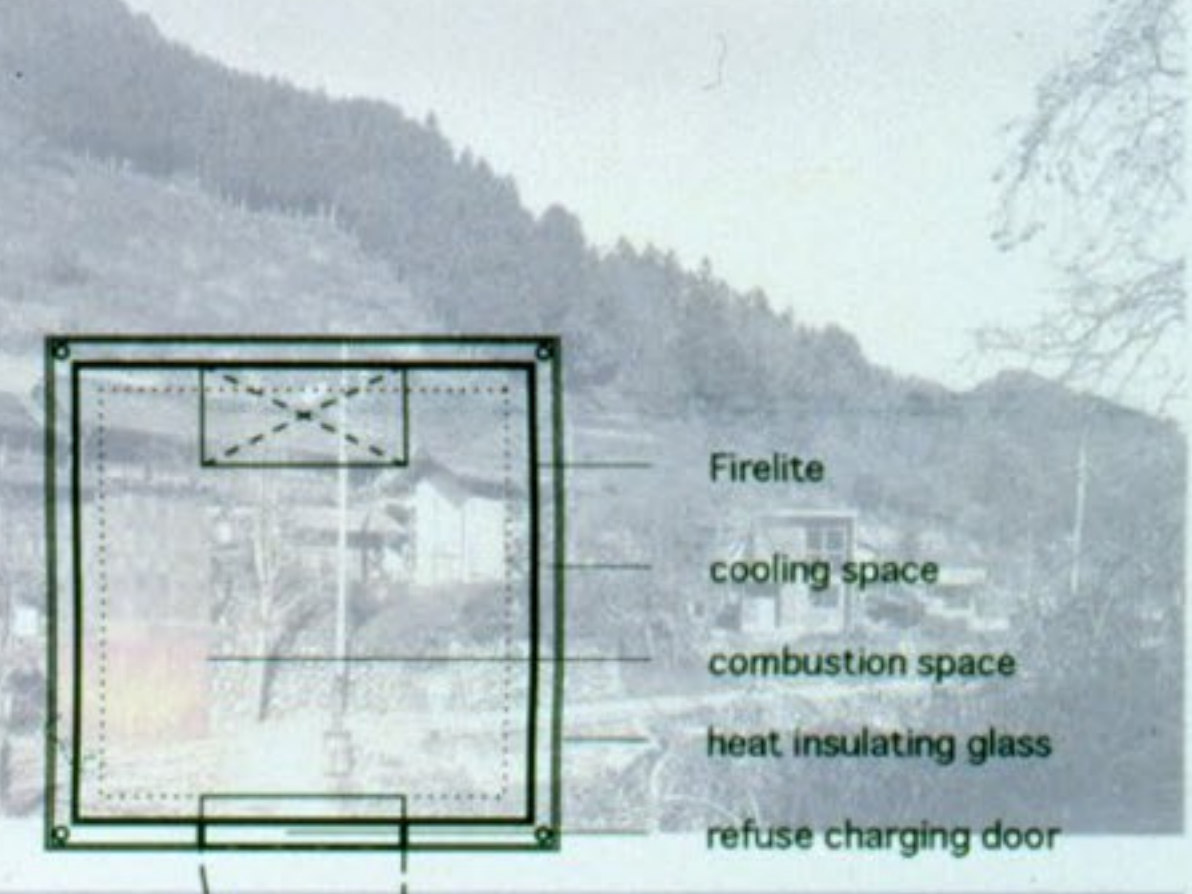 Firelite
cooling space
combustion space
heat insulating glass
refuse charging door